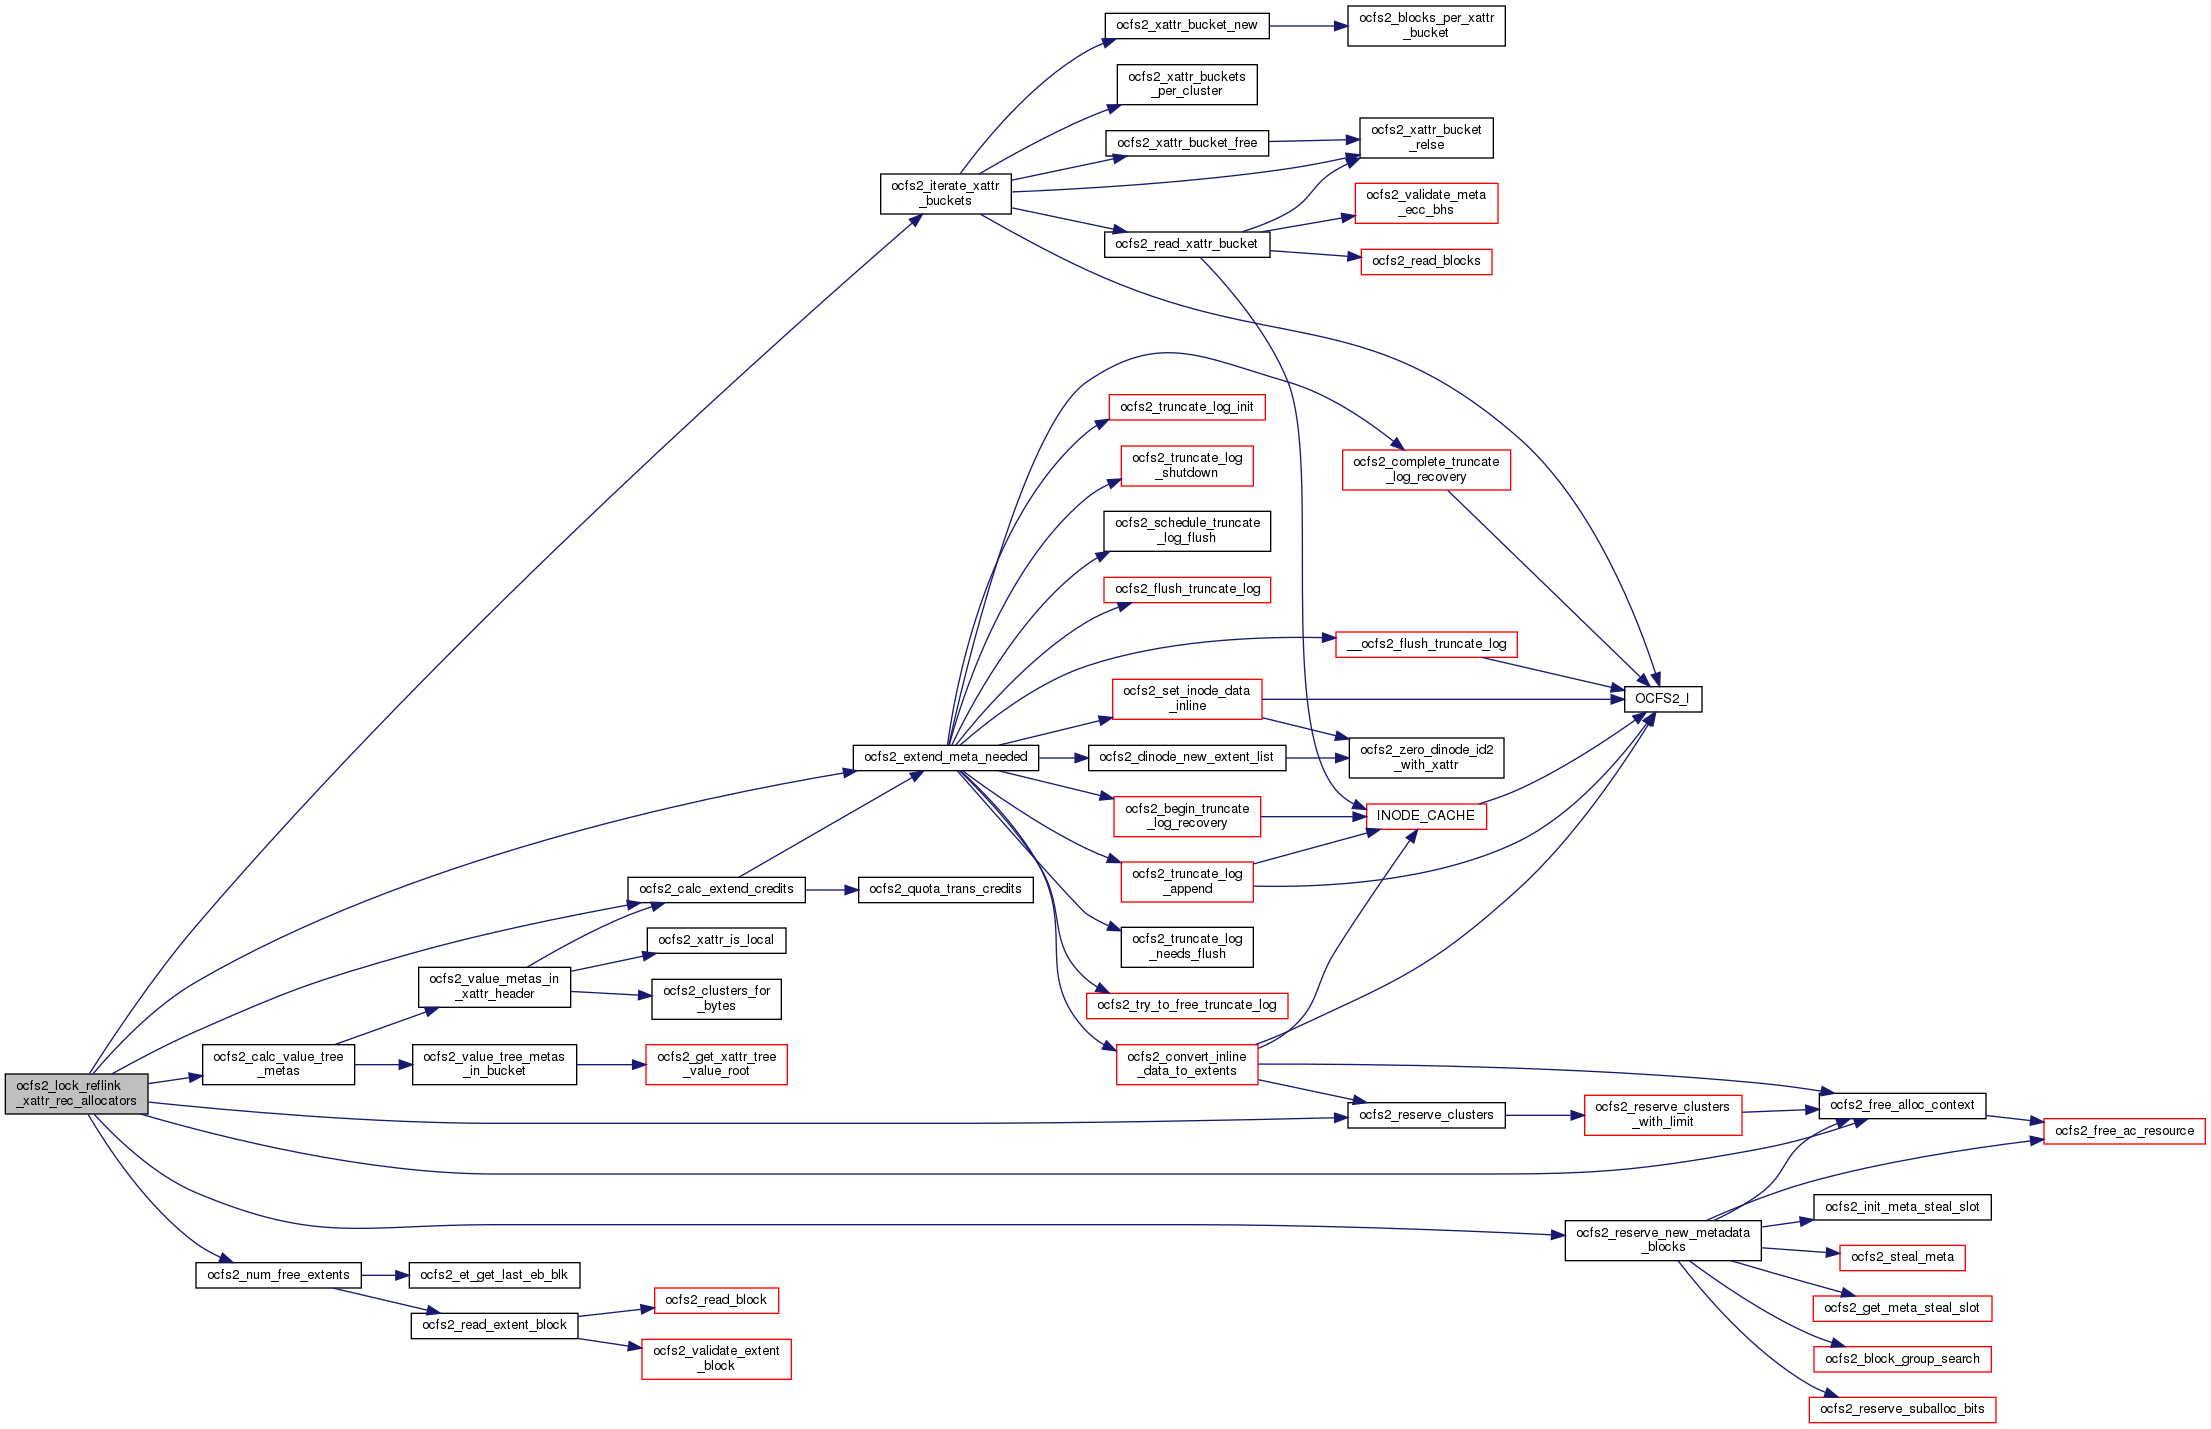 ocfs2_xattr_bucket_new
ocfs2_blocks_per_xattr
_bucket
ocfs2_xattr_buckets
_per_cluster
ocfs2_xattr_bucket_free
ocfs2_xattr_bucket
_relse
ocfs2_iterate_xattr
_buckets
ocfs2_validate_meta
_ecc_bhs
ocfs2_read_xattr_bucket
ocfs2_read_blocks
ocfs2_truncate_log_init
ocfs2_truncate_log
_shutdown
ocfs2_complete_truncate
_log_recovery
ocfs2_schedule_truncate
_log_flush
ocfs2_flush_truncate_log
__ocfs2_flush_truncate_log
ocfs2_set_inode_data
_inline
OCFS2_I
ocfs2_extend_meta_needed
ocfs2_dinode_new_extent_list
ocfs2_zero_dinode_id2
_with_xattr
ocfs2_begin_truncate
_log_recovery
INODE_CACHE
ocfs2_calc_extend_credits
ocfs2_quota_trans_credits
ocfs2_truncate_log
_append
ocfs2_xattr_is_local
ocfs2_truncate_log
_needs_flush
ocfs2_value_metas_in
_xattr_header
ocfs2_clusters_for
_bytes
ocfs2_try_to_free_truncate_log
ocfs2_calc_value_tree
_metas
ocfs2_value_tree_metas
_in_bucket
ocfs2_get_xattr_tree
_value_root
ocfs2_convert_inline
_data_to_extents
ocfs2_lock_reflink
_xattr_rec_allocators
ocfs2_reserve_clusters
ocfs2_reserve_clusters
_with_limit
ocfs2_free_alloc_context
ocfs2_free_ac_resource
ocfs2_init_meta_steal_slot
ocfs2_reserve_new_metadata
_blocks
ocfs2_steal_meta
ocfs2_num_free_extents
ocfs2_et_get_last_eb_blk
ocfs2_read_block
ocfs2_get_meta_steal_slot
ocfs2_read_extent_block
ocfs2_validate_extent
_block
ocfs2_block_group_search
ocfs2_reserve_suballoc_bits